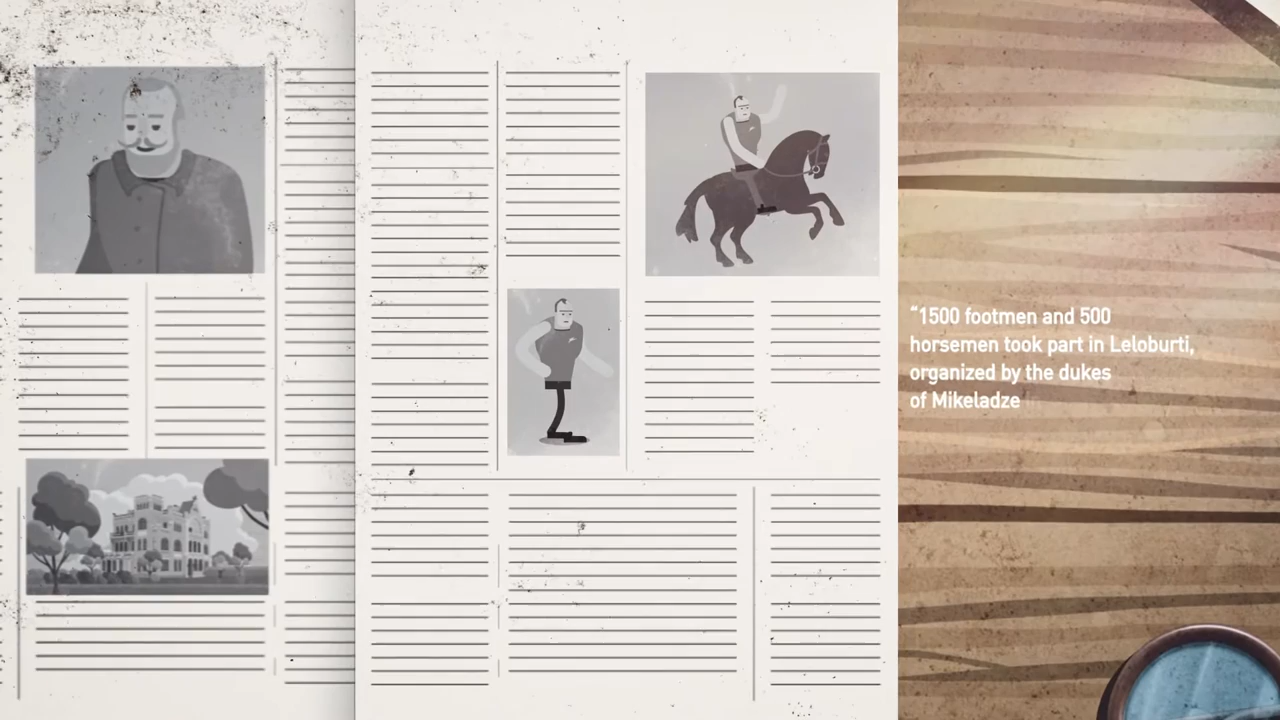 “1500 footmen and 500
horsemen took part in Leloburti,
organized by the dukes
of Mikeladze